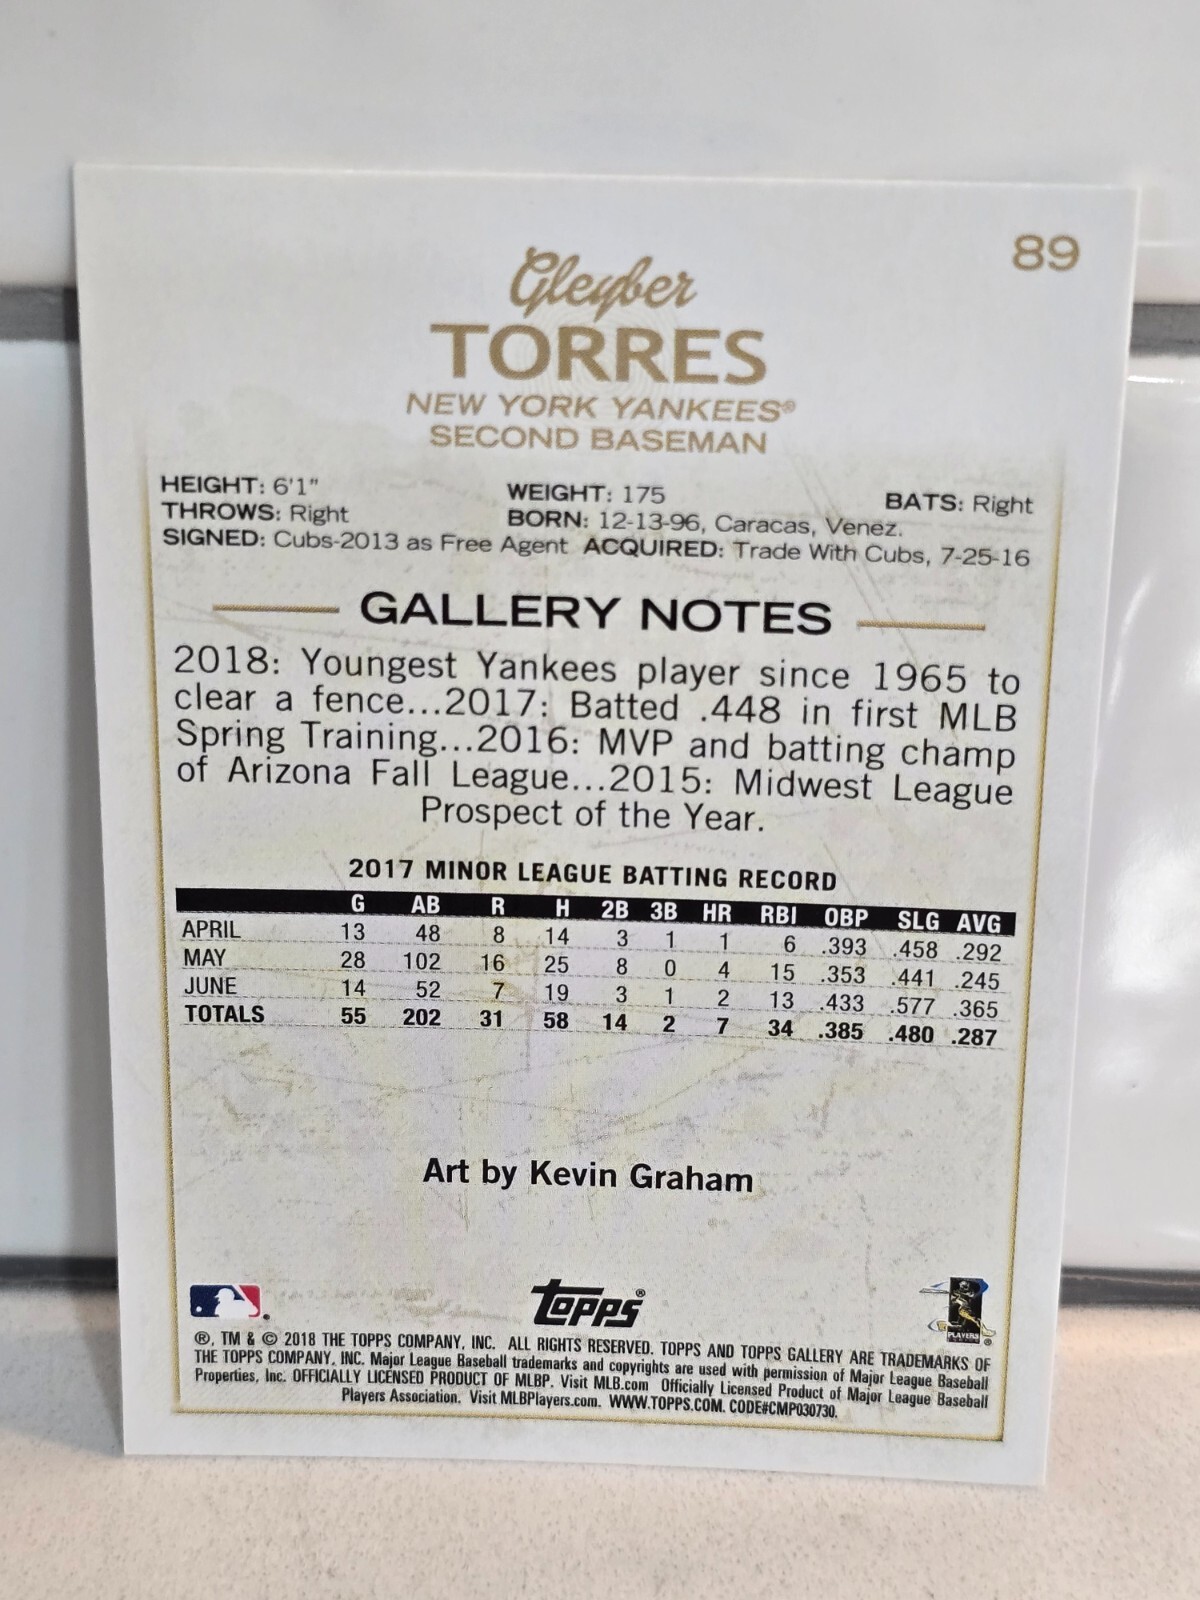 89
Gleyber
TORRES
NEW YORK YANKEES®
SECOND BASEMAN
HEIGHT: 6'1" WEIGHT: 175 BATS: Right
THROWS: Right BORN: 12-13-96, Caracas, Venez.
SIGNED: Cubs-2013 as Free Agent ACQUIRED: Trade With Cubs, 7-25-16
GALLERY NOTES
2018: Youngest Yankees player since 1965 to
clear a fence...2017: Batted .448 in first MLB
Spring Training...2016: MVP and batting champ
of Arizona Fall League...2015: Midwest League
Prospect of the Year.
2017 MINOR LEAGUE BATTING RECORD
G AB R H 2B 3B HR RBI OBP SLG AVG
APRIL 13 48 8 14 3 1 1 6 .393 .458 .292
MAY 28 102 16 25 8 0 4 15 .353 .441 .245
JUNE 14 52 7 19 3 1 2 13 .433 .577 .365
TOTALS 55 202 31 58 14 2 7 34 .385 .480 .287
Art by Kevin Graham
topps®
PLAYERS
®, TM & © 2018 THE TOPPS COMPANY, INC. ALL RIGHTS RESERVED. TOPPS AND TOPPS GALLERY ARE TRADEMARKS OF
THE TOPPS COMPANY, INC. Major League Baseball trademarks and copyrights are used with permission of Major League Baseball
Properties, Inc. OFFICIALLY LICENSED PRODUCT OF MLBP. Visit MLB.com Officially Licensed Product of Major League Baseball
Players Association. Visit MLBPlayers.com. WWW.TOPPS.COM. CODE#CMP030730.